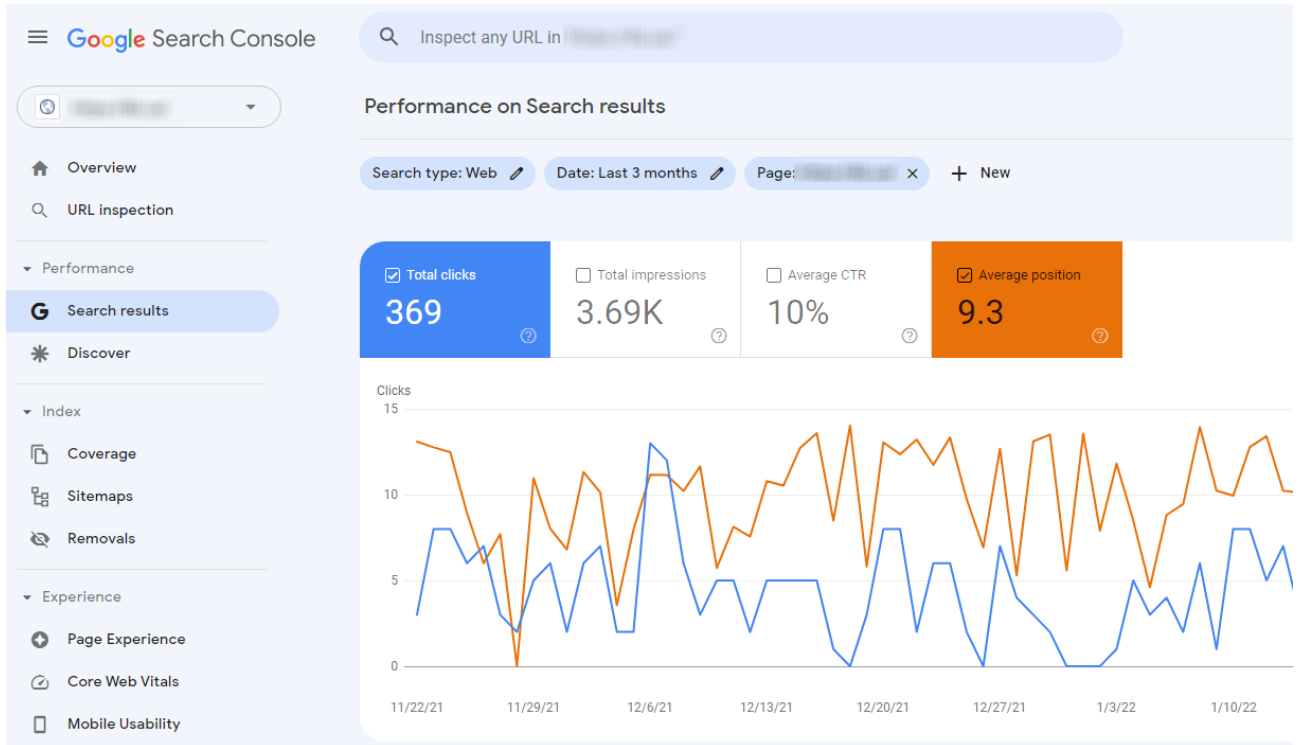 Google Search Console
Inspect any URL in
Overview
URL inspection
Performance
Search results
Discover
Index
Coverage
Sitemaps
Removals
Experience
Page Experience
Core Web Vitals
Mobile Usability
Performance on Search results
Search type: Web
Date: Last 3 months
Page:
New
Total clicks
369
Total impressions
3.69K
Average CTR
10%
Average position
9.3
Clicks
15
10
5
0
11/22/21 11/29/21 12/6/21 12/13/21 12/20/21 12/27/21 1/3/22 1/10/22